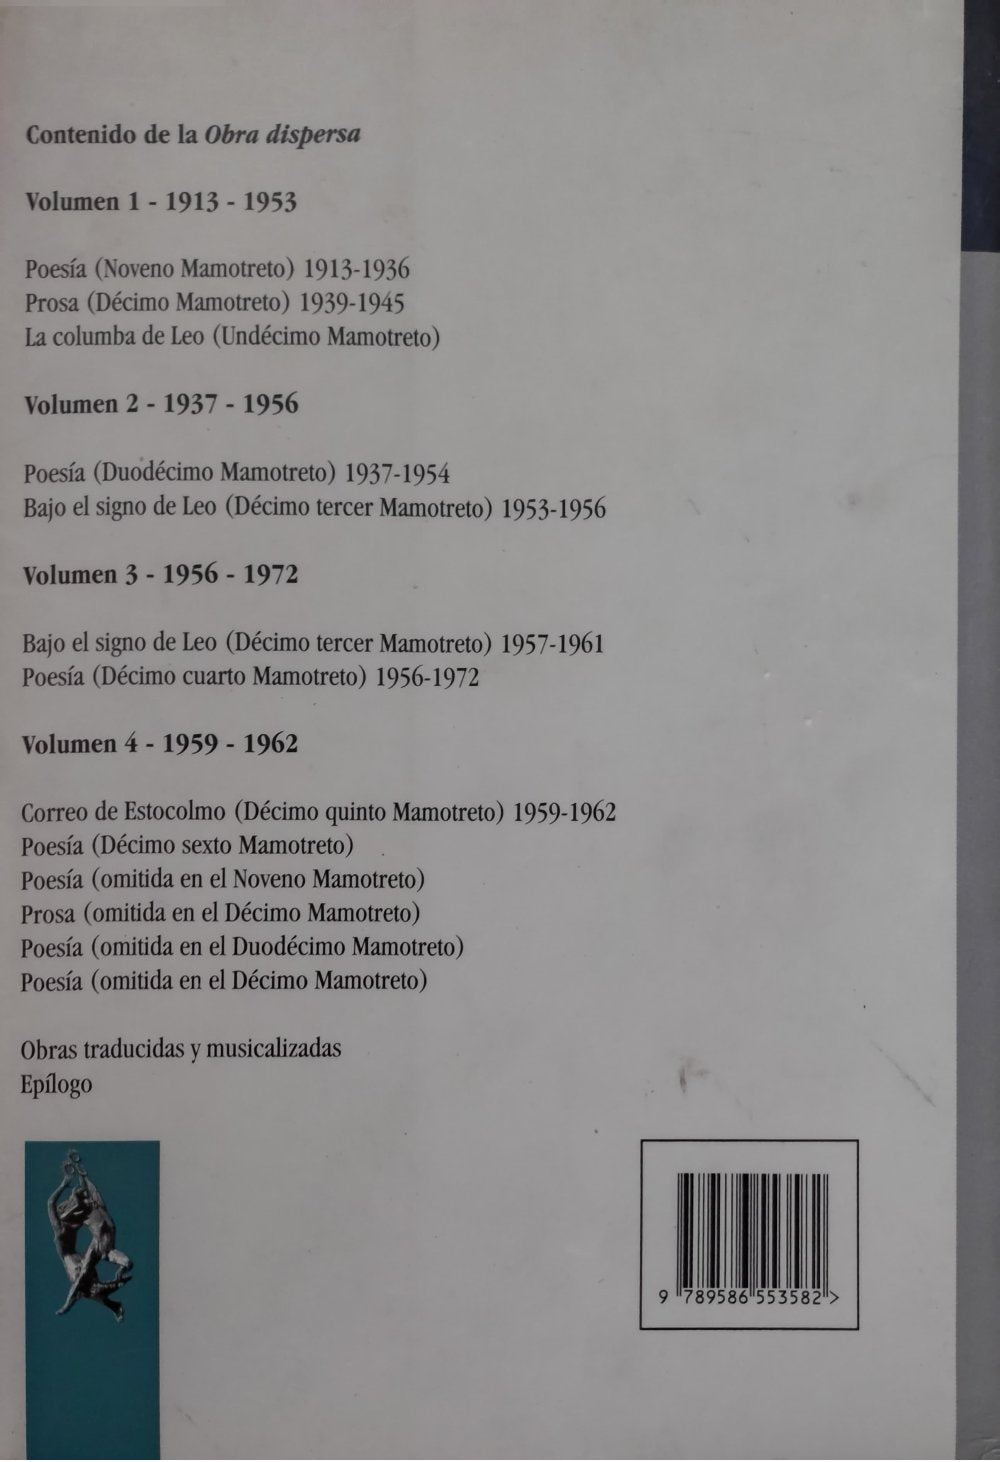 Contenido de la Obra dispersa
Volumen 1 - 1913 - 1953
Poesía (Noveno Mamotreto) 1913-1936
Prosa (Décimo Mamotreto) 1939-1945
La columba de Leo (Undécimo Mamotreto)
Volumen 2 - 1937 - 1956
Poesía (Duodécimo Mamotreto) 1937-1954
Bajo el signo de Leo (Décimo tercer Mamotreto) 1953-1956
Volumen 3 - 1956 - 1972
Bajo el signo de Leo (Décimo tercer Mamotreto) 1957-1961
Poesía (Décimo cuarto Mamotreto) 1956-1972
Volumen 4 - 1959 - 1962
Correo de Estocolmo (Décimo quinto Mamotreto) 1959-1962
Poesía (Décimo sexto Mamotreto)
Poesía (omitida en el Noveno Mamotreto)
Prosa (omitida en el Décimo Mamotreto)
Poesía (omitida en el Duodécimo Mamotreto)
Poesía (omitida en el Décimo Mamotreto)
Obras traducidas y musicalizadas
Epílogo
9 789586 553582 >